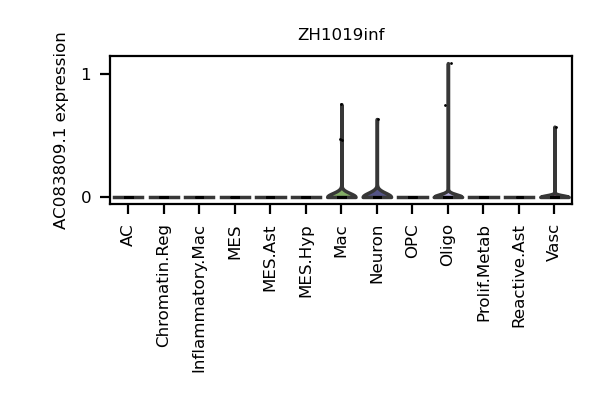 ZH1019inf
AC083809.1 expression
1
0
AC
Chromatin.Reg
Inflammatory.Mac
MES
MES.Ast
MES.Hyp
Mac
Neuron
OPC
Oligo
Prolif.Metab
Reactive.Ast
Vasc